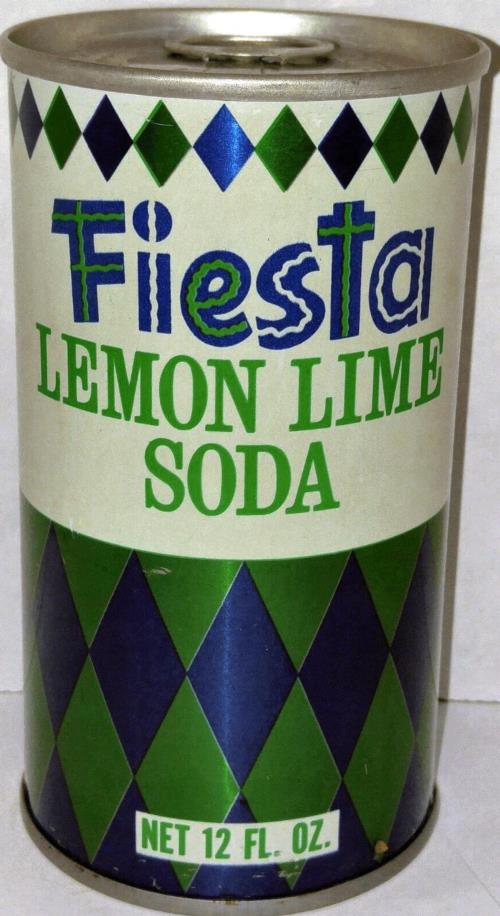 Fiesta
LEMON LIME
SODA
NET 12 FL. OZ.